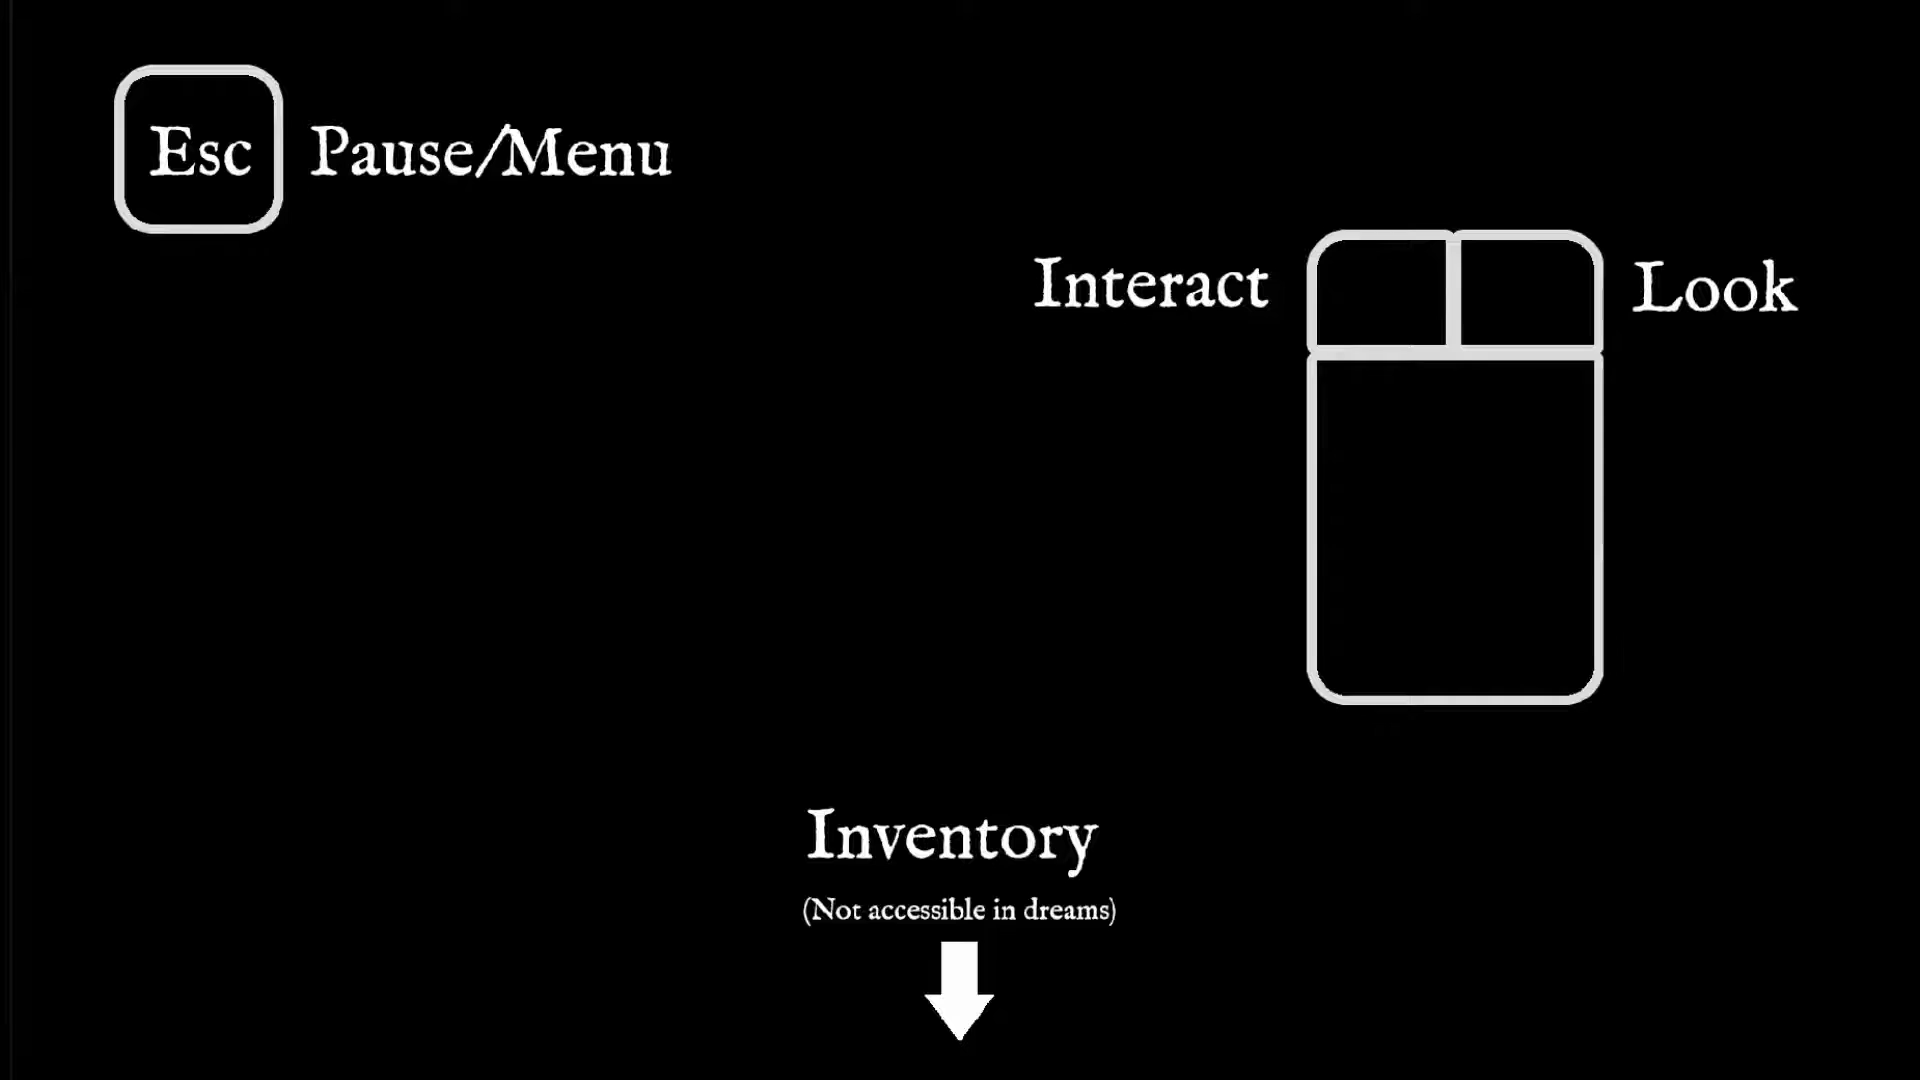 Esc
Pause/Menu
Interact
Look
Inventory
(Not accessible in dreams)